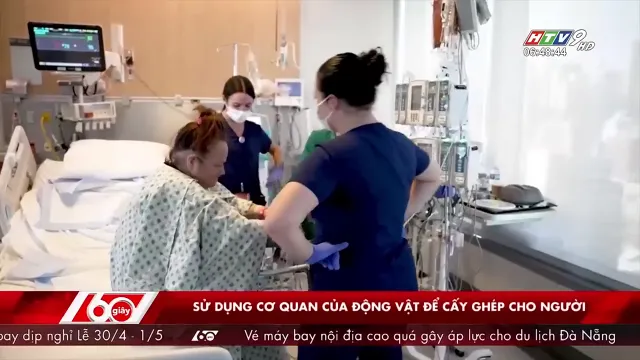 HTV9 HD
06:48:44
60 giây
SỬ DỤNG CƠ QUAN CỦA ĐỘNG VẬT ĐỂ CẤY GHÉP CHO NGƯỜI
bay dịp nghỉ Lễ 30/4 - 1/5 60 Vé máy bay nội địa cao quá gây áp lực cho du lịch Đà Nẵng